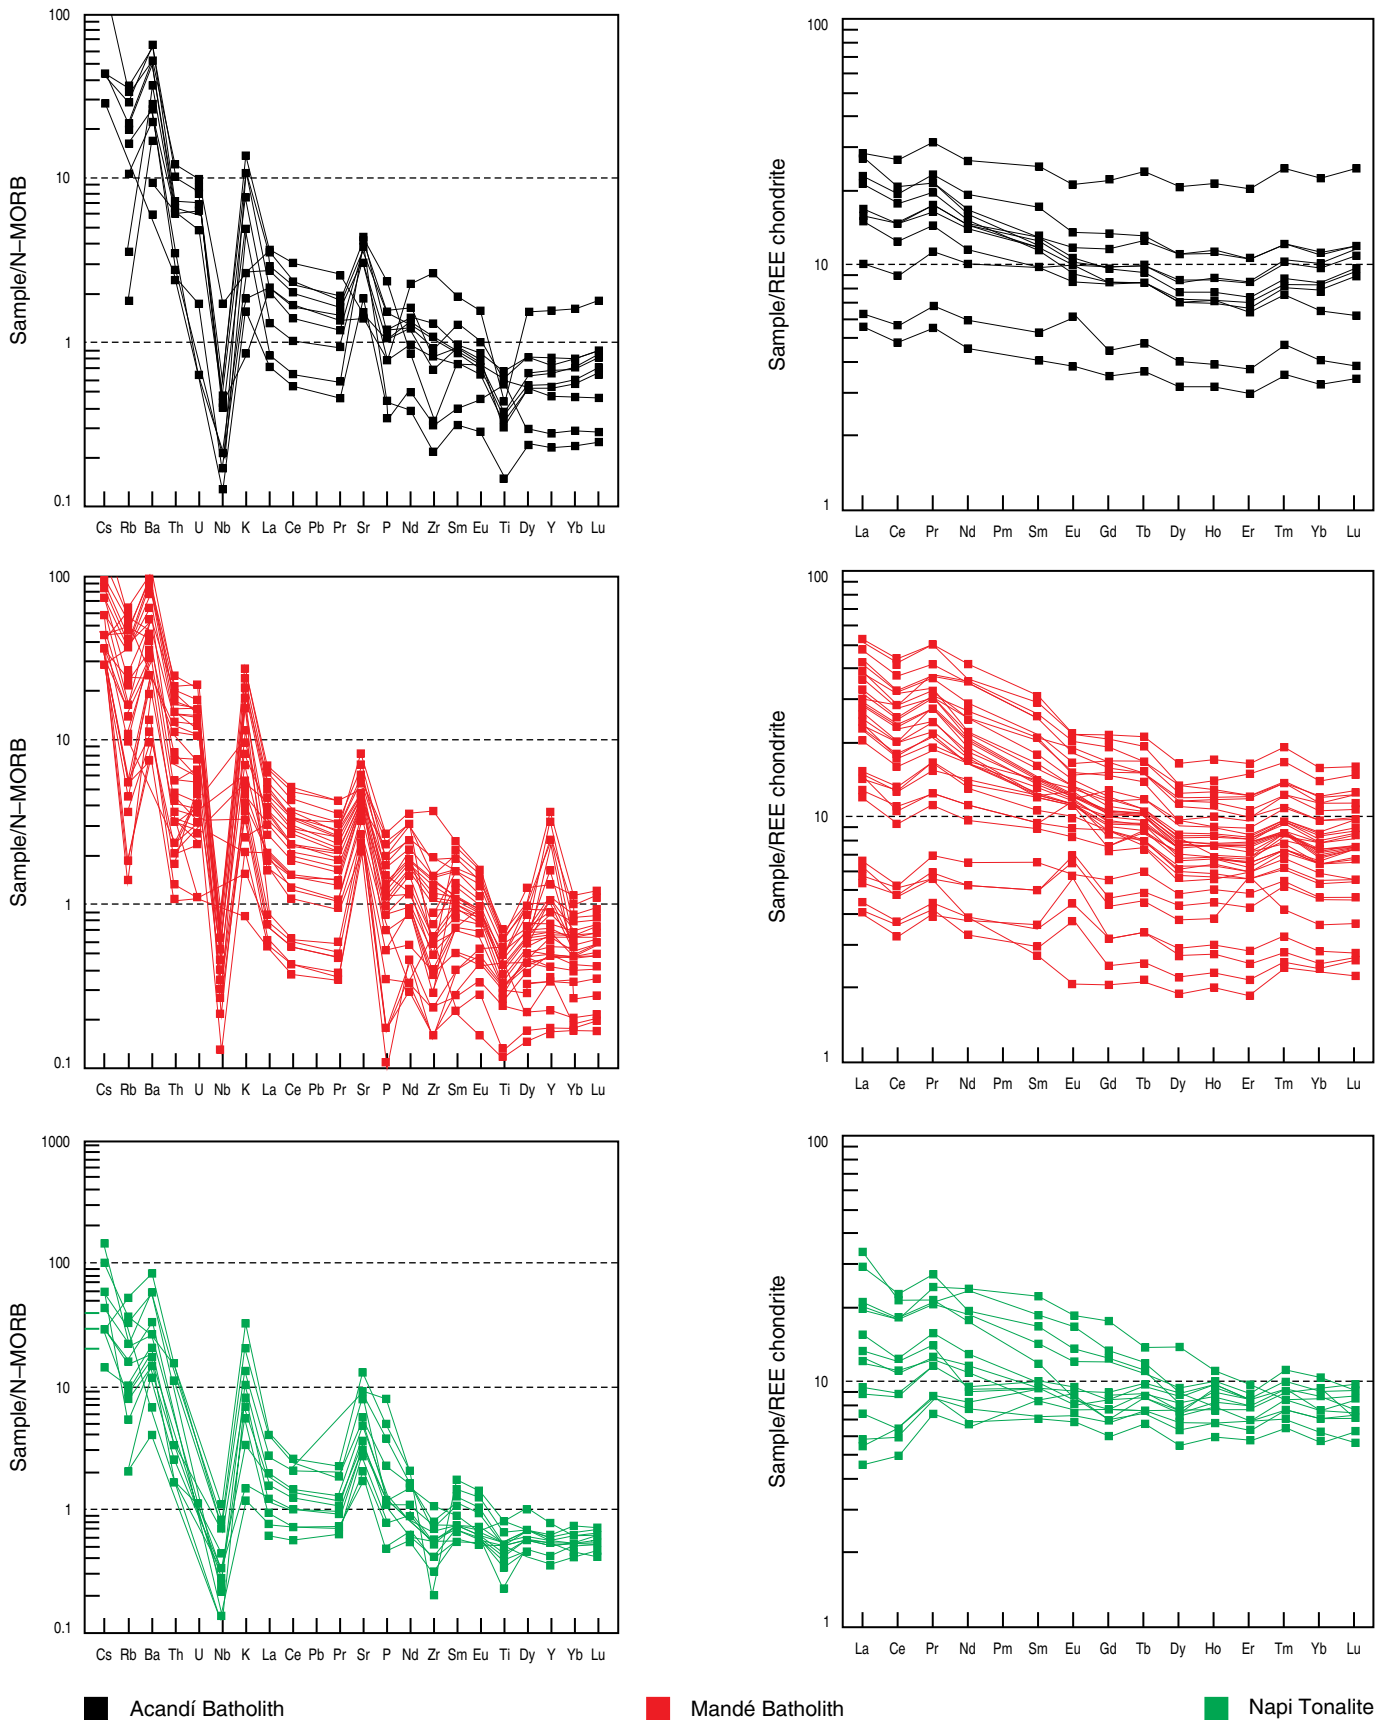 100
10
1
0.1
Sample/N–MORB
Cs Rb Ba Th U Nb K La Ce Pb Pr Sr P Nd Zr Sm Eu Ti Dy Y Yb Lu
100
10
1
Sample/REE chondrite
La Ce Pr Nd Pm Sm Eu Gd Tb Dy Ho Er Tm Yb Lu
100
10
1
0.1
Sample/N–MORB
Cs Rb Ba Th U Nb K La Ce Pb Pr Sr P Nd Zr Sm Eu Ti Dy Y Yb Lu
100
10
1
Sample/REE chondrite
La Ce Pr Nd Pm Sm Eu Gd Tb Dy Ho Er Tm Yb Lu
1000
100
10
1
0.1
Sample/N–MORB
Cs Rb Ba Th U Nb K La Ce Pb Pr Sr P Nd Zr Sm Eu Ti Dy Y Yb Lu
100
10
1
Sample/REE chondrite
La Ce Pr Nd Pm Sm Eu Gd Tb Dy Ho Er Tm Yb Lu
Acandí Batholith
Mandé Batholith
Napi Tonalite